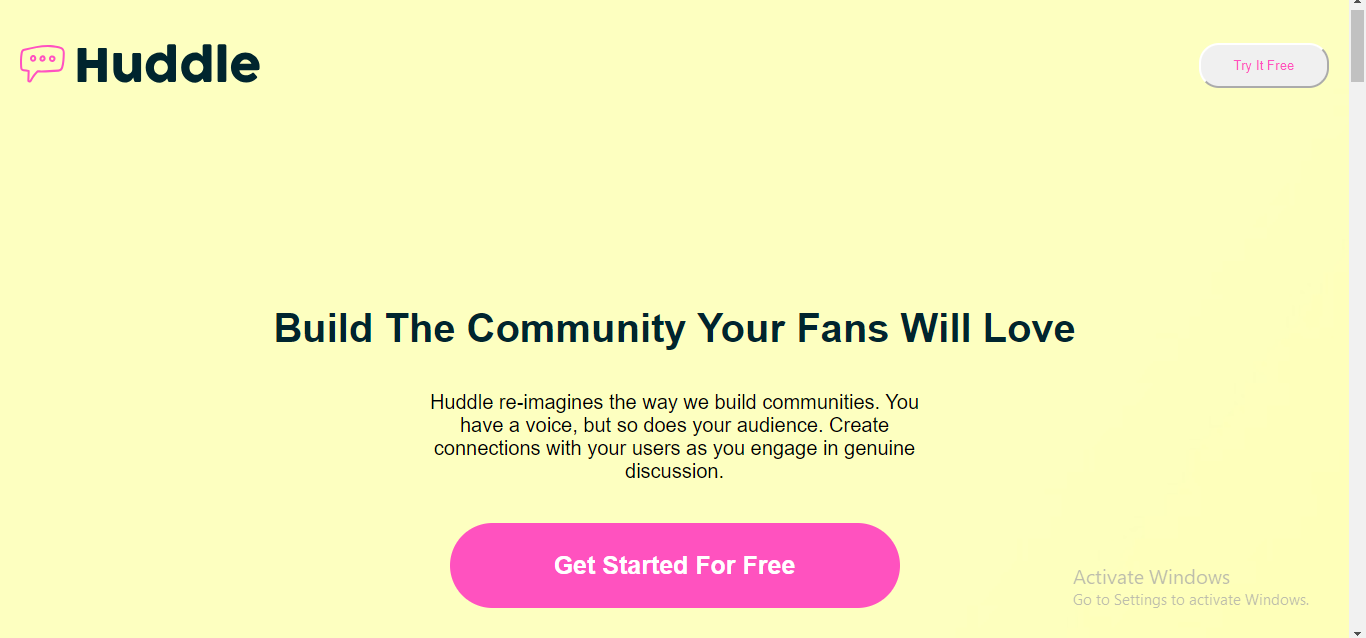 Huddle
Try It Free
Build The Community Your Fans Will Love
Huddle re-imagines the way we build communities. You
have a voice, but so does your audience. Create
connections with your users as you engage in genuine
discussion.
Get Started For Free
Activate Windows
Go to Settings to activate Windows.